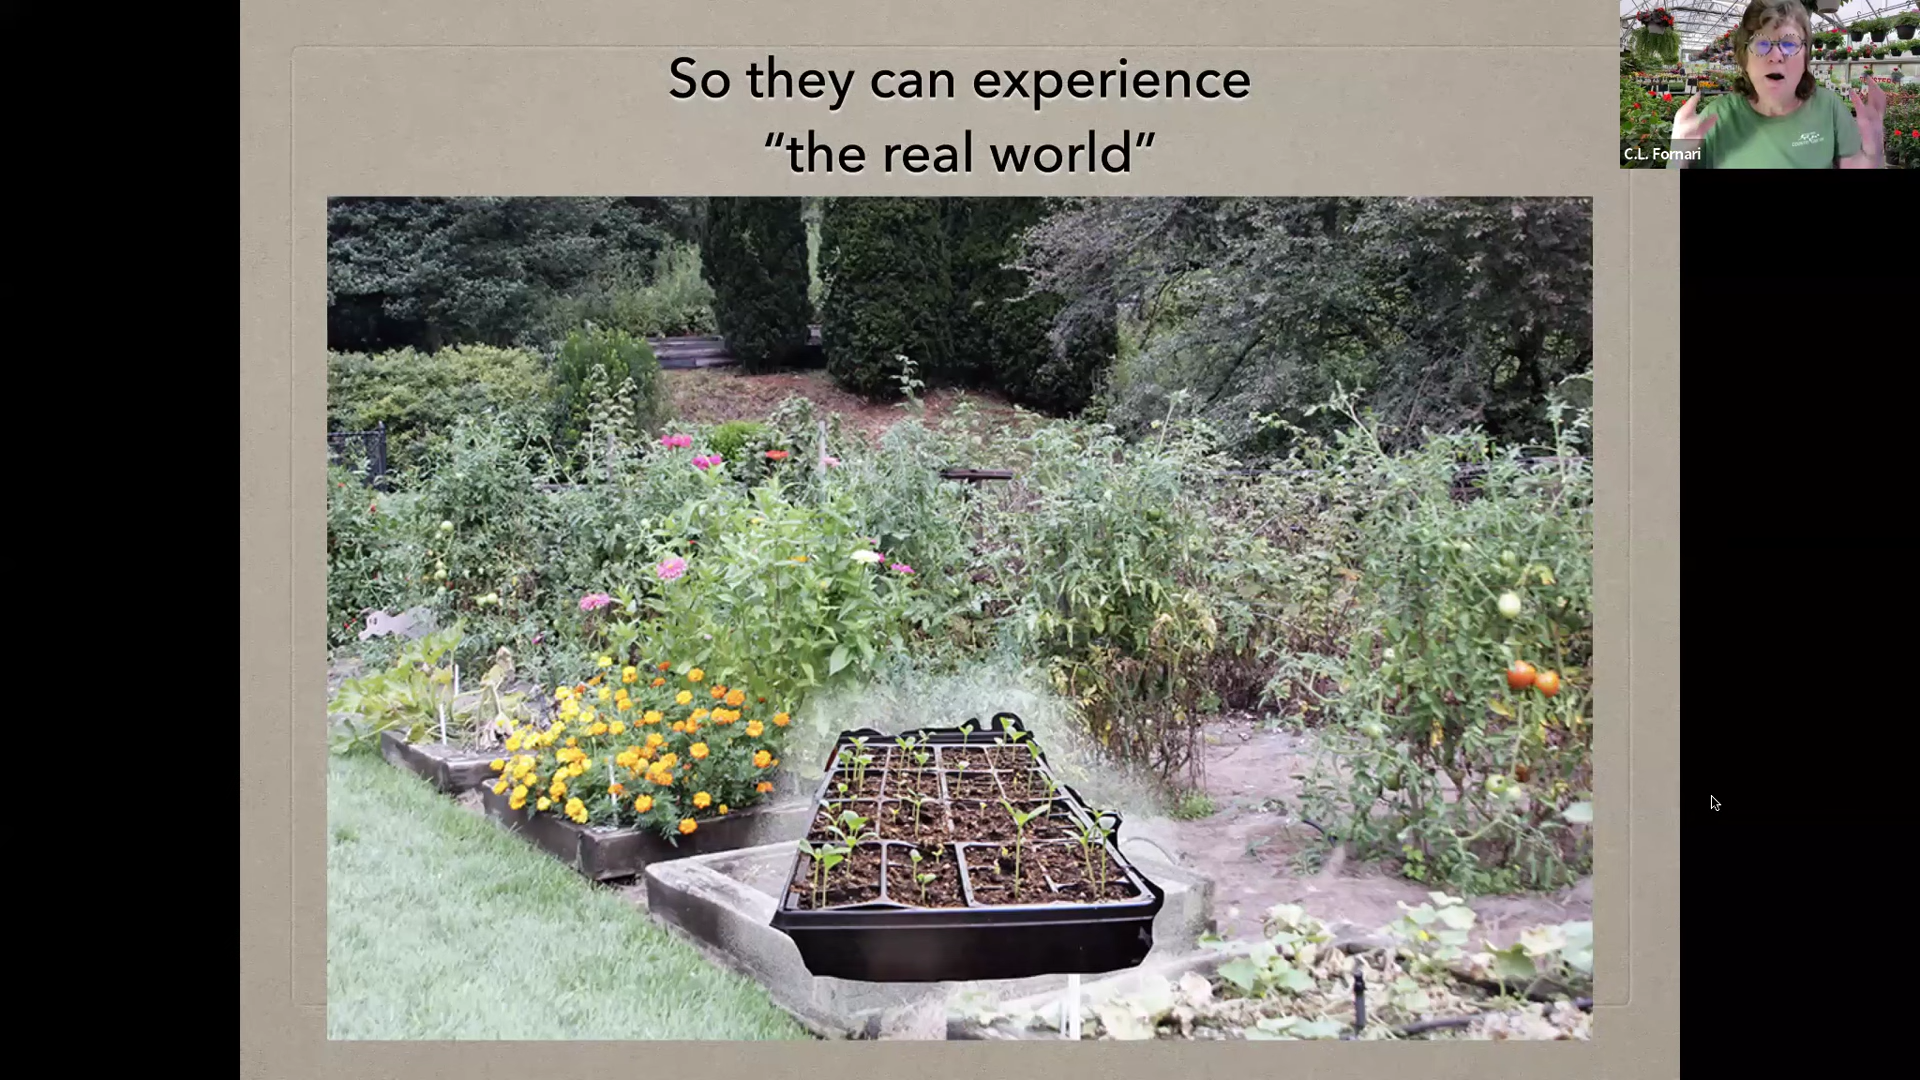 So they can experience
“the real world”
C.L. Fornari